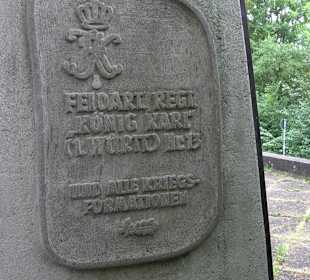 FELDART. REGT.
„KÖNIG KARL“
(1. WÜRTT.) Nr. 13
UND ALLE KRIEGS-
FORMATIONEN